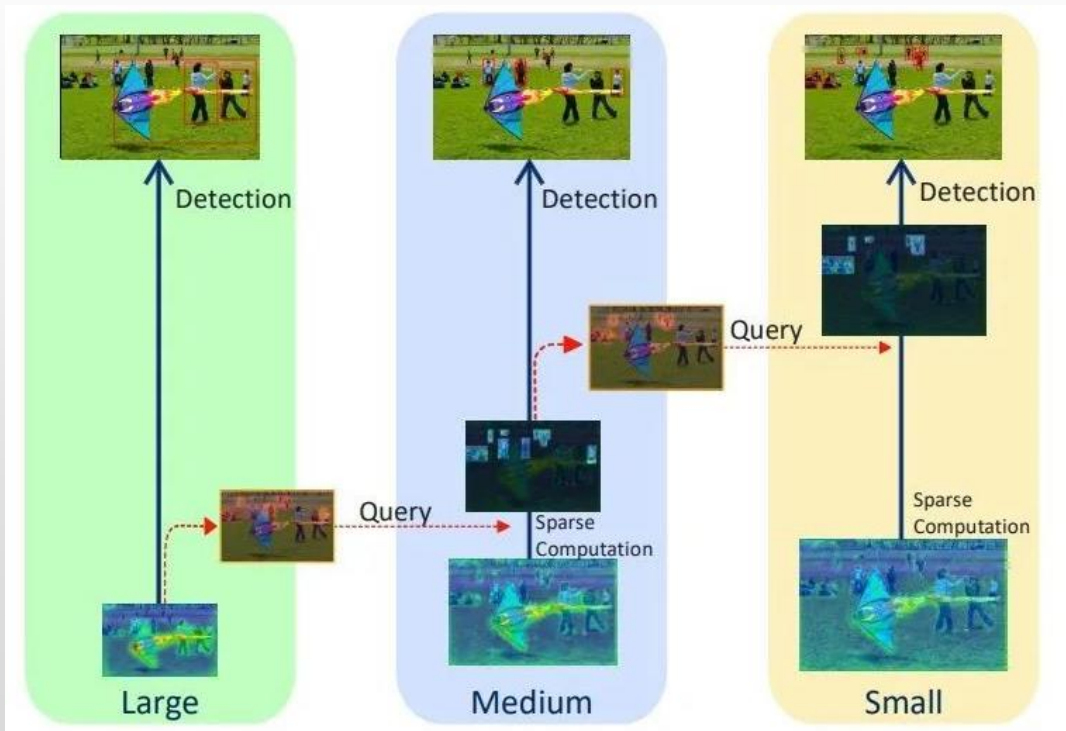 Detection
Detection
Detection
Query
Query
Sparse
Computation
Sparse
Computation
Large
Medium
Small